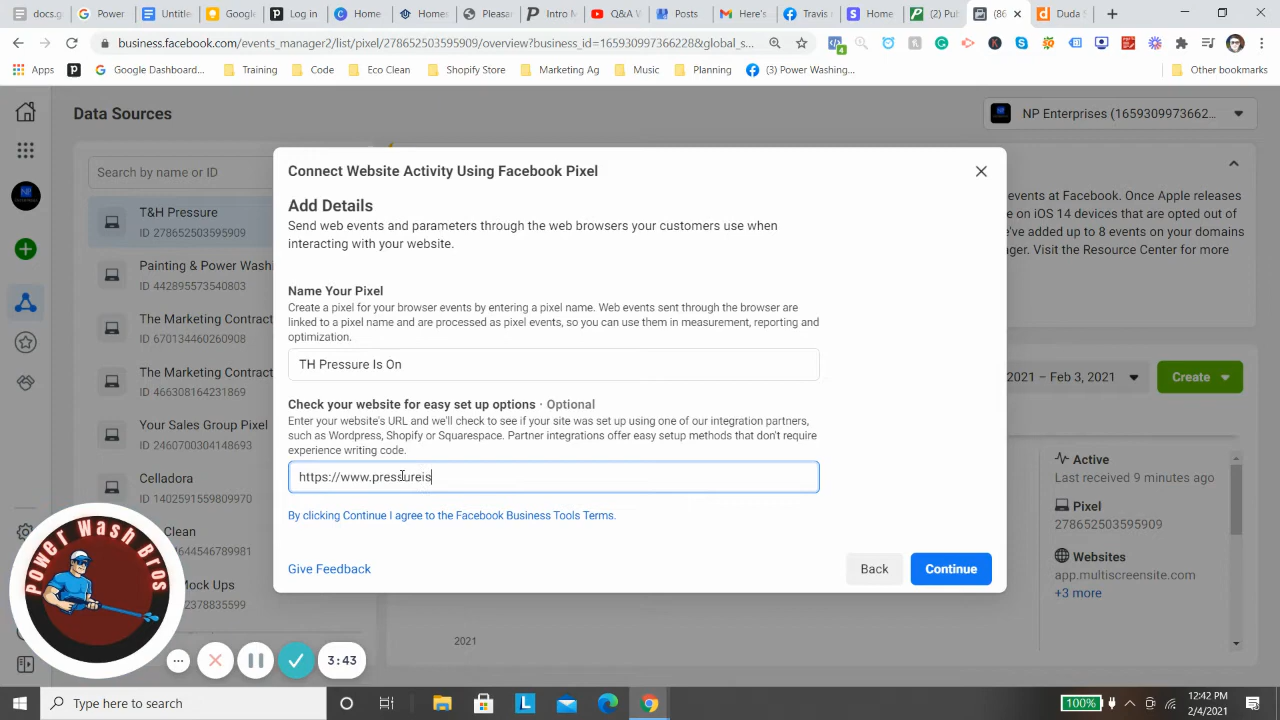 docs.g
Power
Untitle
Google
Log in
Home
Homes
Pleasar
Intro M
Q&A W
Posts
Here's
Travis
Home
(2) Pul
(86
Duda S
business.facebook.com/events_manager2/list/pixel/278652503595909/overview?business_id=1659309973662288&global_s...
Apps
Google Dashboard...
Training
Code
Eco Clean
Shopify Store
Marketing Ag
Music
Planning
(3) Power Washing...
Other bookmarks
Data Sources
NP Enterprises (1659309973662...
Search by name or ID
T&H Pressure
ID 278652503595909
Painting & Power Washi
ID 442895573540803
The Marketing Contract
ID 670134460260908
The Marketing Contract
ID 466308164231869
Your Sales Group Pixel
ID 2460700304148693
ID 1402591559809799
Clean
7644546789981
Mock Ups
2378835599
Connect Website Activity Using Facebook Pixel
Add Details
Send web events and parameters through the web browsers your customers use when
interacting with your website.
Name Your Pixel
Create a pixel for your browser events by entering a pixel name. Web events sent through the browser are
linked to a pixel name and are processed as pixel events, so you can use them in measurement, reporting and
optimization.
TH Pressure Is On
Check your website for easy set up options · Optional
Enter your website's URL and we'll check to see if your site was set up using one of our integration partners,
such as Wordpress, Shopify or Squarespace. Partner integrations offer easy setup methods that don't require
experience writing code.
https://www.pressureis
By clicking Continue I agree to the Facebook Business Tools Terms.
Give Feedback
Back
Continue
events at Facebook. Once Apple releases
e on iOS 14 devices that are opted out of
've added up to 8 events on your domains
ager. Visit the Resource Center for more
2021 – Feb 3, 2021
Create
Active
Last received 9 minutes ago
Pixel
278652503595909
Websites
app.multiscreensite.com
+3 more
2021
Power Wash Bros
3:43
Type here to search
100%
12:42 PM
2/4/2021